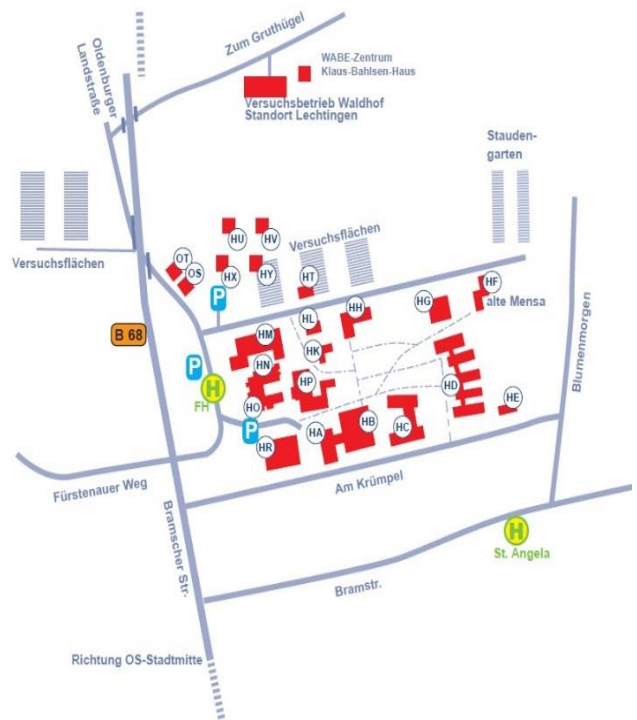 Oldenburger
Landstraße
Zum Gruthügel
WABE-Zentrum
Klaus-Bahlsen-Haus
Versuchsbetrieb Waldhof
Standort Lechtingen
Stauden-
garten
Versuchsflächen
Versuchsflächen
HU
HV
OT
OS
HX
HY
HT
HF
alte Mensa
P
HL
HH
HG
B 68
HM
HK
P
HN
HP
HD
H
FH
HO
HE
P
HR
HA
HB
HC
Blumenmorgen
Fürstenauer Weg
Am Krümpel
Bramscher Str.
H
St. Angela
Bramstr.
Richtung OS-Stadtmitte